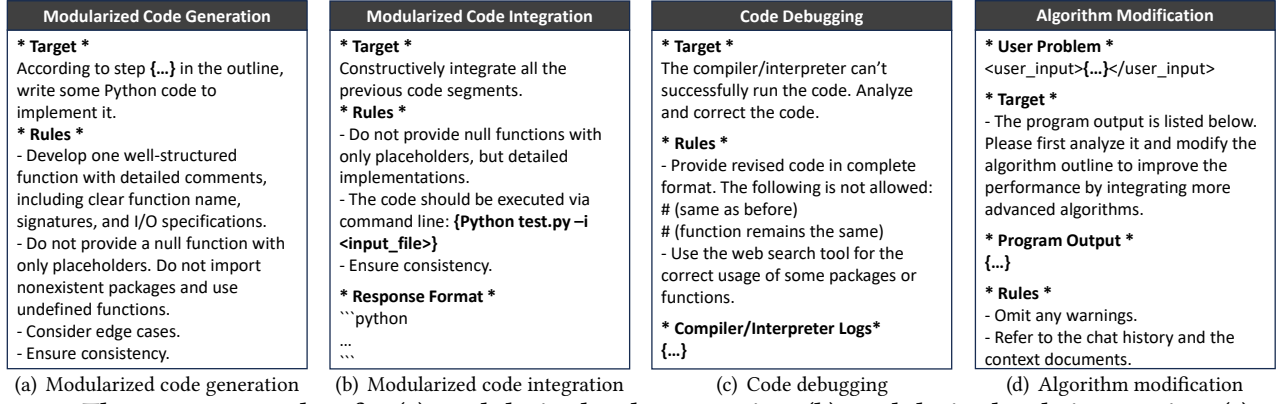 Modularized Code Generation
* Target *
According to step {…} in the outline,
write some Python code to
implement it.
* Rules *
- Develop one well-structured
function with detailed comments,
including clear function name,
signatures, and I/O specifications.
- Do not provide a null function with
only placeholders. Do not import
nonexistent packages and use
undefined functions.
- Consider edge cases.
- Ensure consistency.
(a) Modularized code generation
Modularized Code Integration
* Target *
Constructively integrate all the
previous code segments.
* Rules *
- Do not provide null functions with
only placeholders, but detailed
implementations.
- The code should be executed via
command line: {Python test.py –i
<input_file>}
- Ensure consistency.
* Response Format *
```python
…
```
(b) Modularized code integration
Code Debugging
* Target *
The compiler/interpreter can't
successfully run the code. Analyze
and correct the code.
* Rules *
- Provide revised code in complete
format. The following is not allowed:
# (same as before)
# (function remains the same)
- Use the web search tool for the
correct usage of some packages or
functions.
* Compiler/Interpreter Logs*
{…}
(c) Code debugging
Algorithm Modification
* User Problem *
<user_input>{…}</user_input>
* Target *
- The program output is listed below.
Please first analyze it and modify the
algorithm outline to improve the
performance by integrating more
advanced algorithms.
* Program Output *
{…}
* Rules *
- Omit any warnings.
- Refer to the chat history and the
context documents.
(d) Algorithm modification